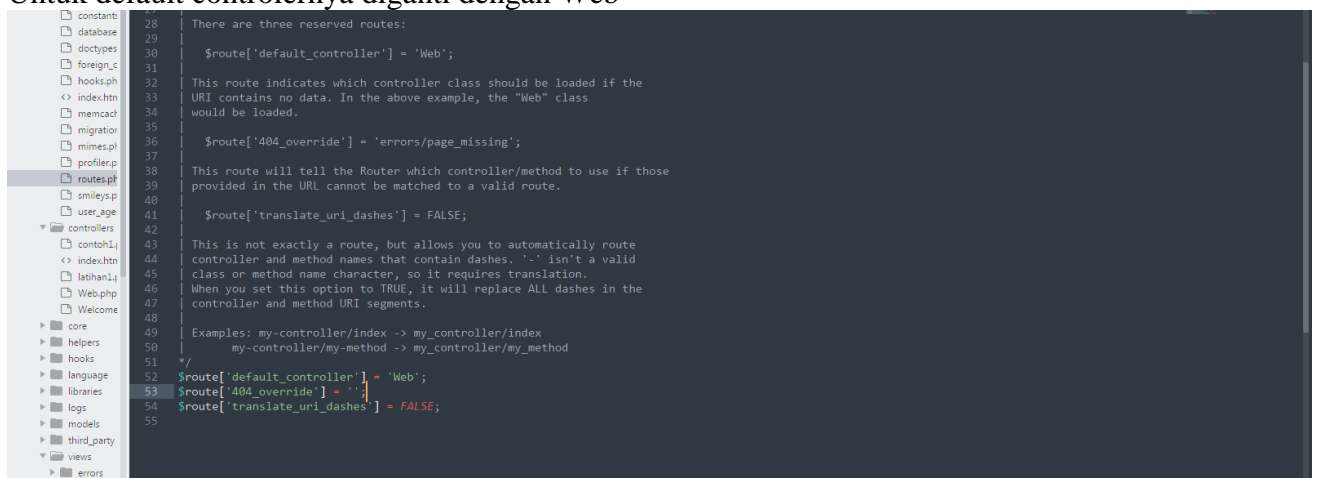 Untuk default controlernya diganti dengan Web
constants
database
doctypes
foreign_c
hooks.ph
index.htn
memcach
migration
mimes.ph
profiler.p
routes.ph
smileys.p
user_age
controllers
contoh1.
index.htn
latihan1.
Web.php
Welcome
core
helpers
hooks
language
libraries
logs
models
third_party
views
errors
28 | There are three reserved routes:
29 |
30 | $route['default_controller'] = 'Web';
31 |
32 | This route indicates which controller class should be loaded if the
33 | URI contains no data. In the above example, the "Web" class
34 | would be loaded.
35 |
36 | $route['404_override'] = 'errors/page_missing';
37 |
38 | This route will tell the Router which controller/method to use if those
39 | provided in the URL cannot be matched to a valid route.
40 |
41 | $route['translate_uri_dashes'] = FALSE;
42 |
43 | This is not exactly a route, but allows you to automatically route
44 | controller and method names that contain dashes. '-' isn't a valid
45 | class or method name character, so it requires translation.
46 | When you set this option to TRUE, it will replace ALL dashes in the
47 | controller and method URI segments.
48 |
49 | Examples: my-controller/index -> my_controller/index
50 | my-controller/my-method -> my_controller/my_method
51 */
52 $route['default_controller'] = 'Web';
53 $route['404_override'] = '';
54 $route['translate_uri_dashes'] = FALSE;
55